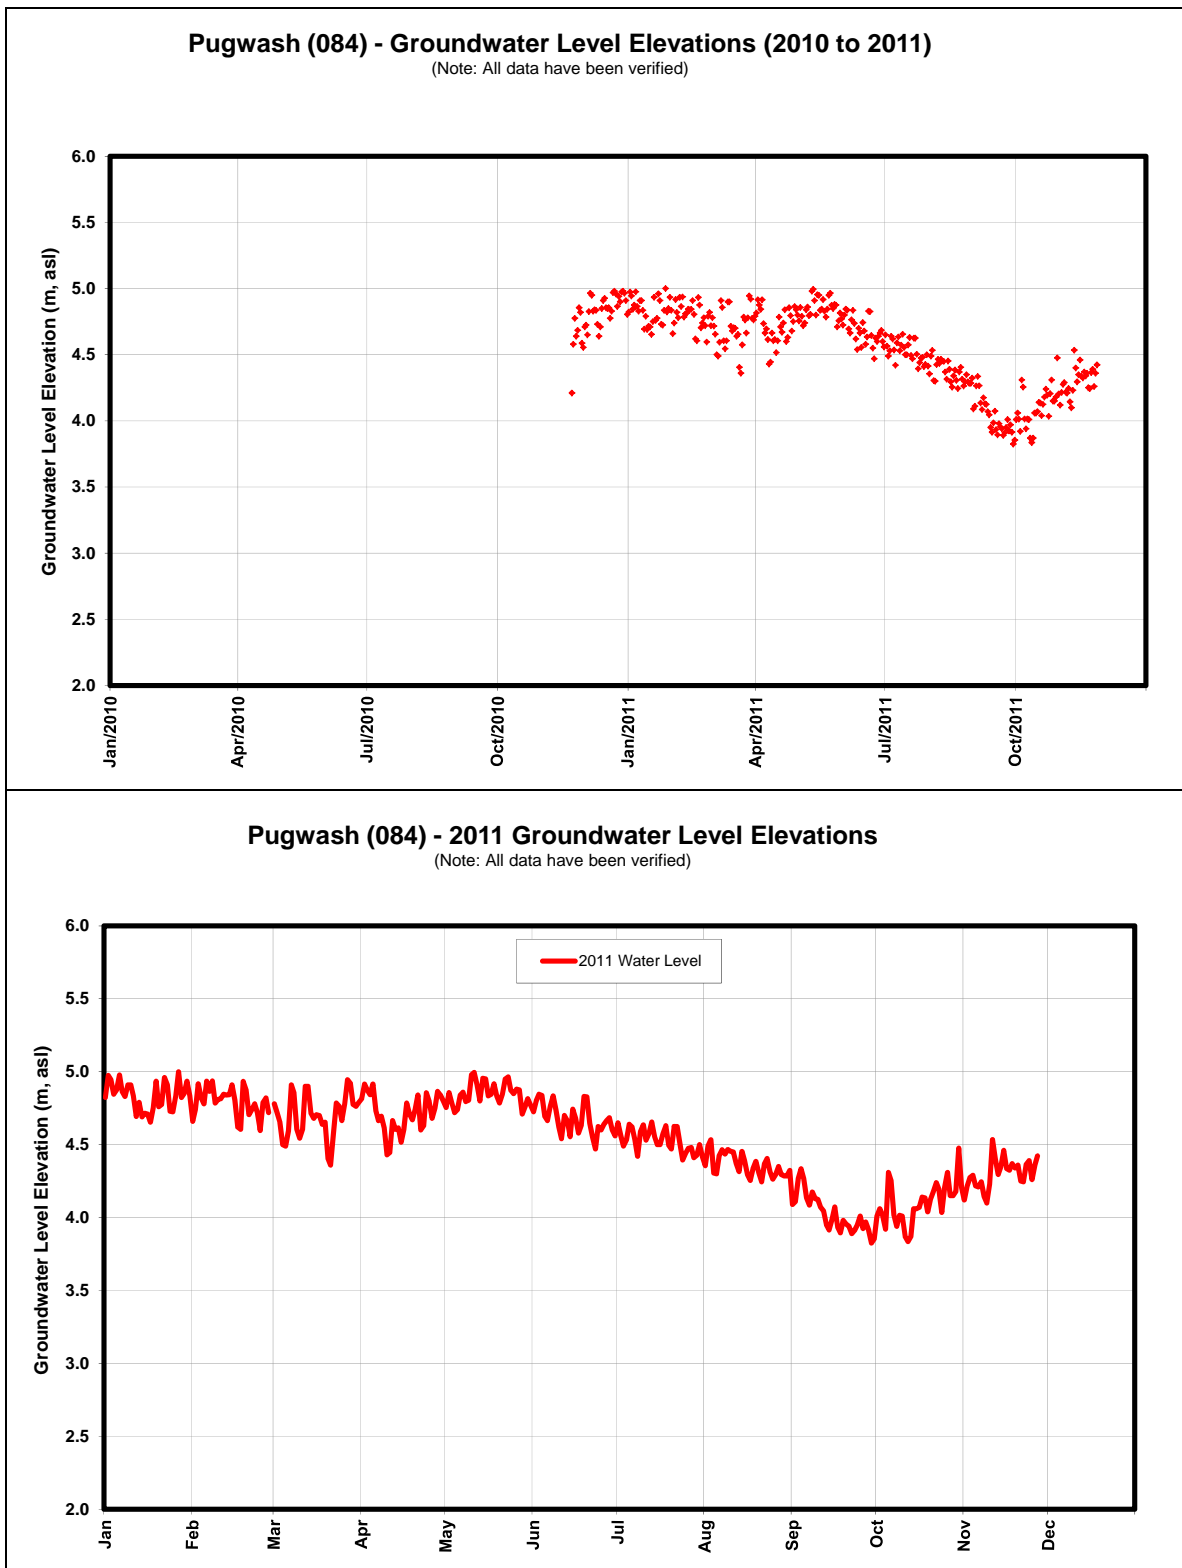 Pugwash (084) - Groundwater Level Elevations (2010 to 2011)
(Note: All data have been verified)
Groundwater Level Elevation (m, asl)
6.0
5.5
5.0
4.5
4.0
3.5
3.0
2.5
2.0
Jan/2010
Apr/2010
Jul/2010
Oct/2010
Jan/2011
Apr/2011
Jul/2011
Oct/2011
Pugwash (084) - 2011 Groundwater Level Elevations
(Note: All data have been verified)
Groundwater Level Elevation (m, asl)
6.0
5.5
5.0
4.5
4.0
3.5
3.0
2.5
2.0
2011 Water Level
Jan
Feb
Mar
Apr
May
Jun
Jul
Aug
Sep
Oct
Nov
Dec